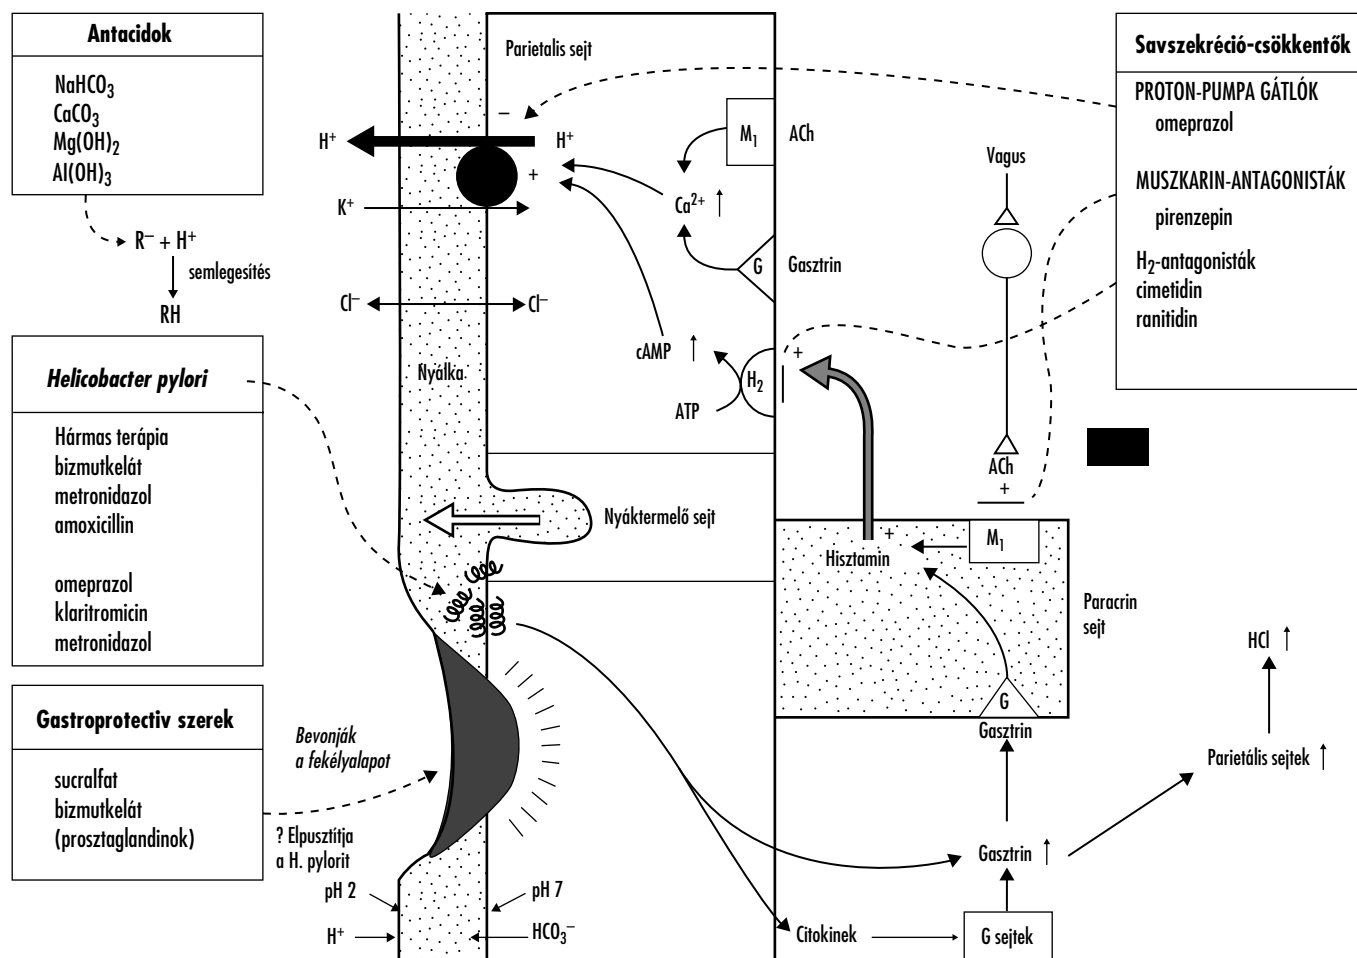 Antacidok
NaHCO₃
CaCO₃
Mg(OH)₂
Al(OH)₃
R⁻ + H⁺
semlegesítés
RH
Helicobacter pylori
Hármas terápia
bizmutkelát
metronidazol
amoxicillin
omeprazol
klaritromicin
metronidazol
Gastroprotectiv szerek
sucralfat
bizmutkelát
(prosztaglandinok)
Parietalis sejt
−
H⁺
H⁺
+
K⁺
Cl⁻
Cl⁻
Nyálka
M₁
ACh
Ca²⁺ ↑
G
Gasztrin
cAMP ↑
ATP
H₂
+
Nyáktermelő sejt
Bevonják
a fekélyalapot
? Elpusztítja
a H. pylorit
pH 2
pH 7
H⁺
HCO₃⁻
Savszekréció-csökkentők
PROTON-PUMPA GÁTLÓK
omeprazol
MUSZKARIN-ANTAGONISTÁK
pirenzepin
H₂-antagonisták
cimetidin
ranitidin
Vagus
ACh
+
M₁
+
Hisztamin
Paracrin
sejt
G
Gasztrin
HCl ↑
Parietális sejtek ↑
Gasztrin ↑
Citokinek
G sejtek